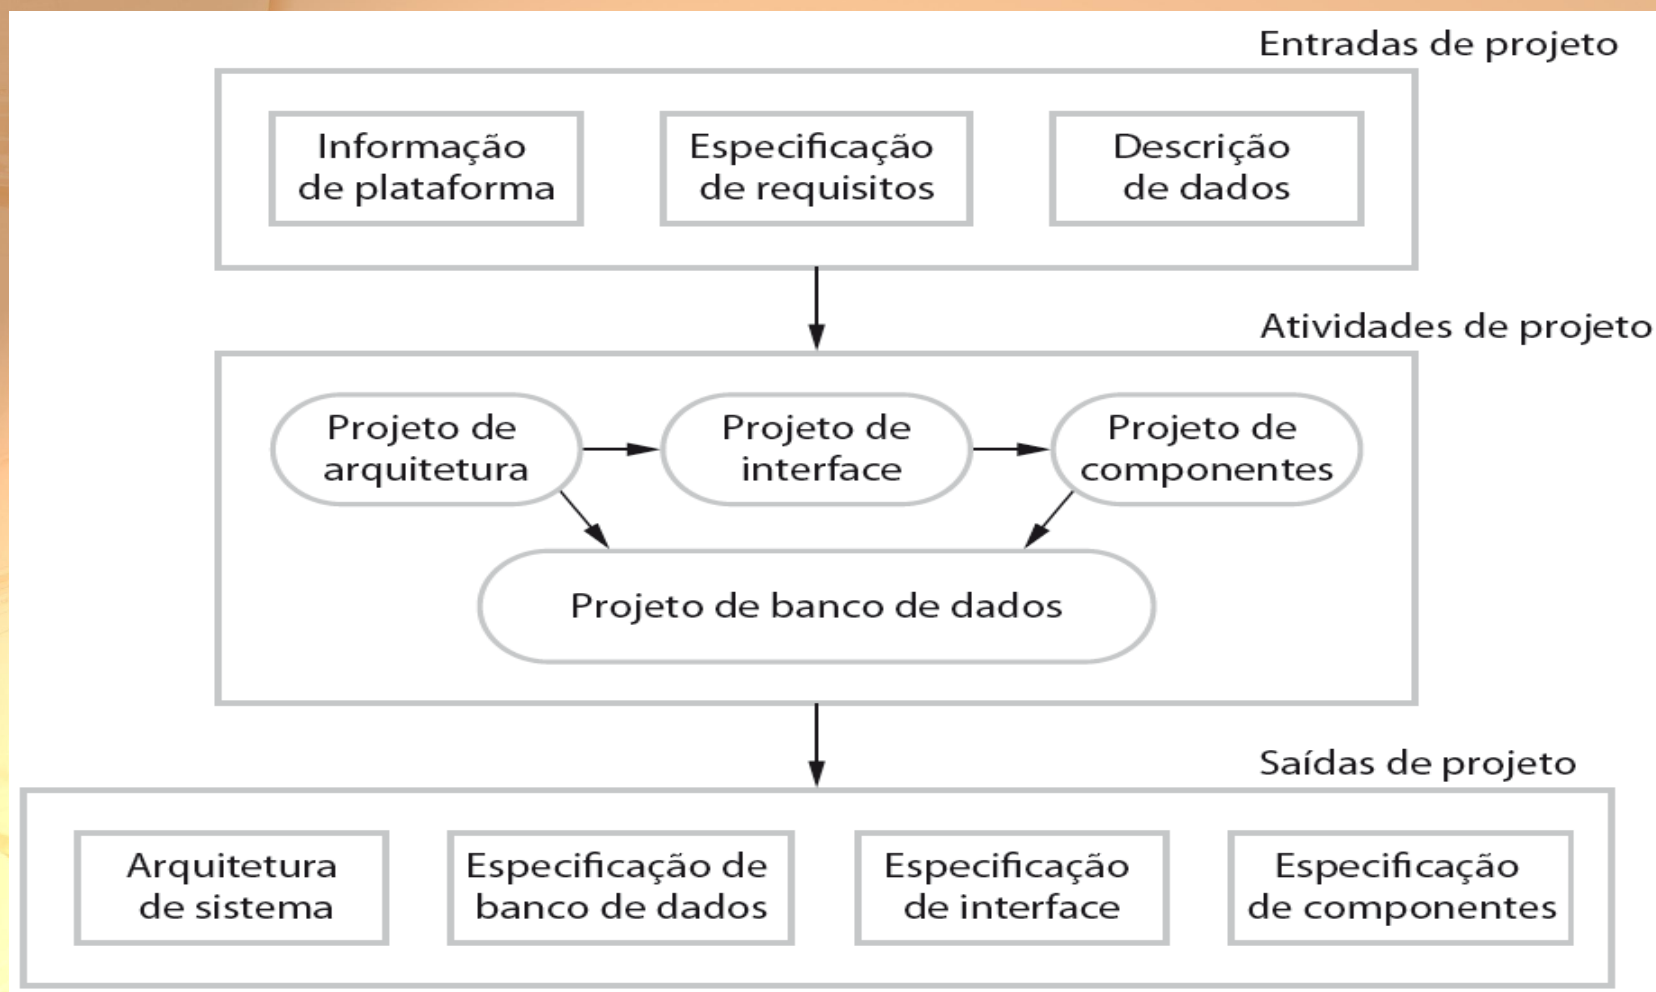 Entradas de projeto
Informação
de plataforma
Especificação
de requisitos
Descrição
de dados
Atividades de projeto
Projeto de
arquitetura
Projeto de
interface
Projeto de
componentes
Projeto de banco de dados
Saídas de projeto
Arquitetura
de sistema
Especificação de
banco de dados
Especificação
de interface
Especificação
de componentes